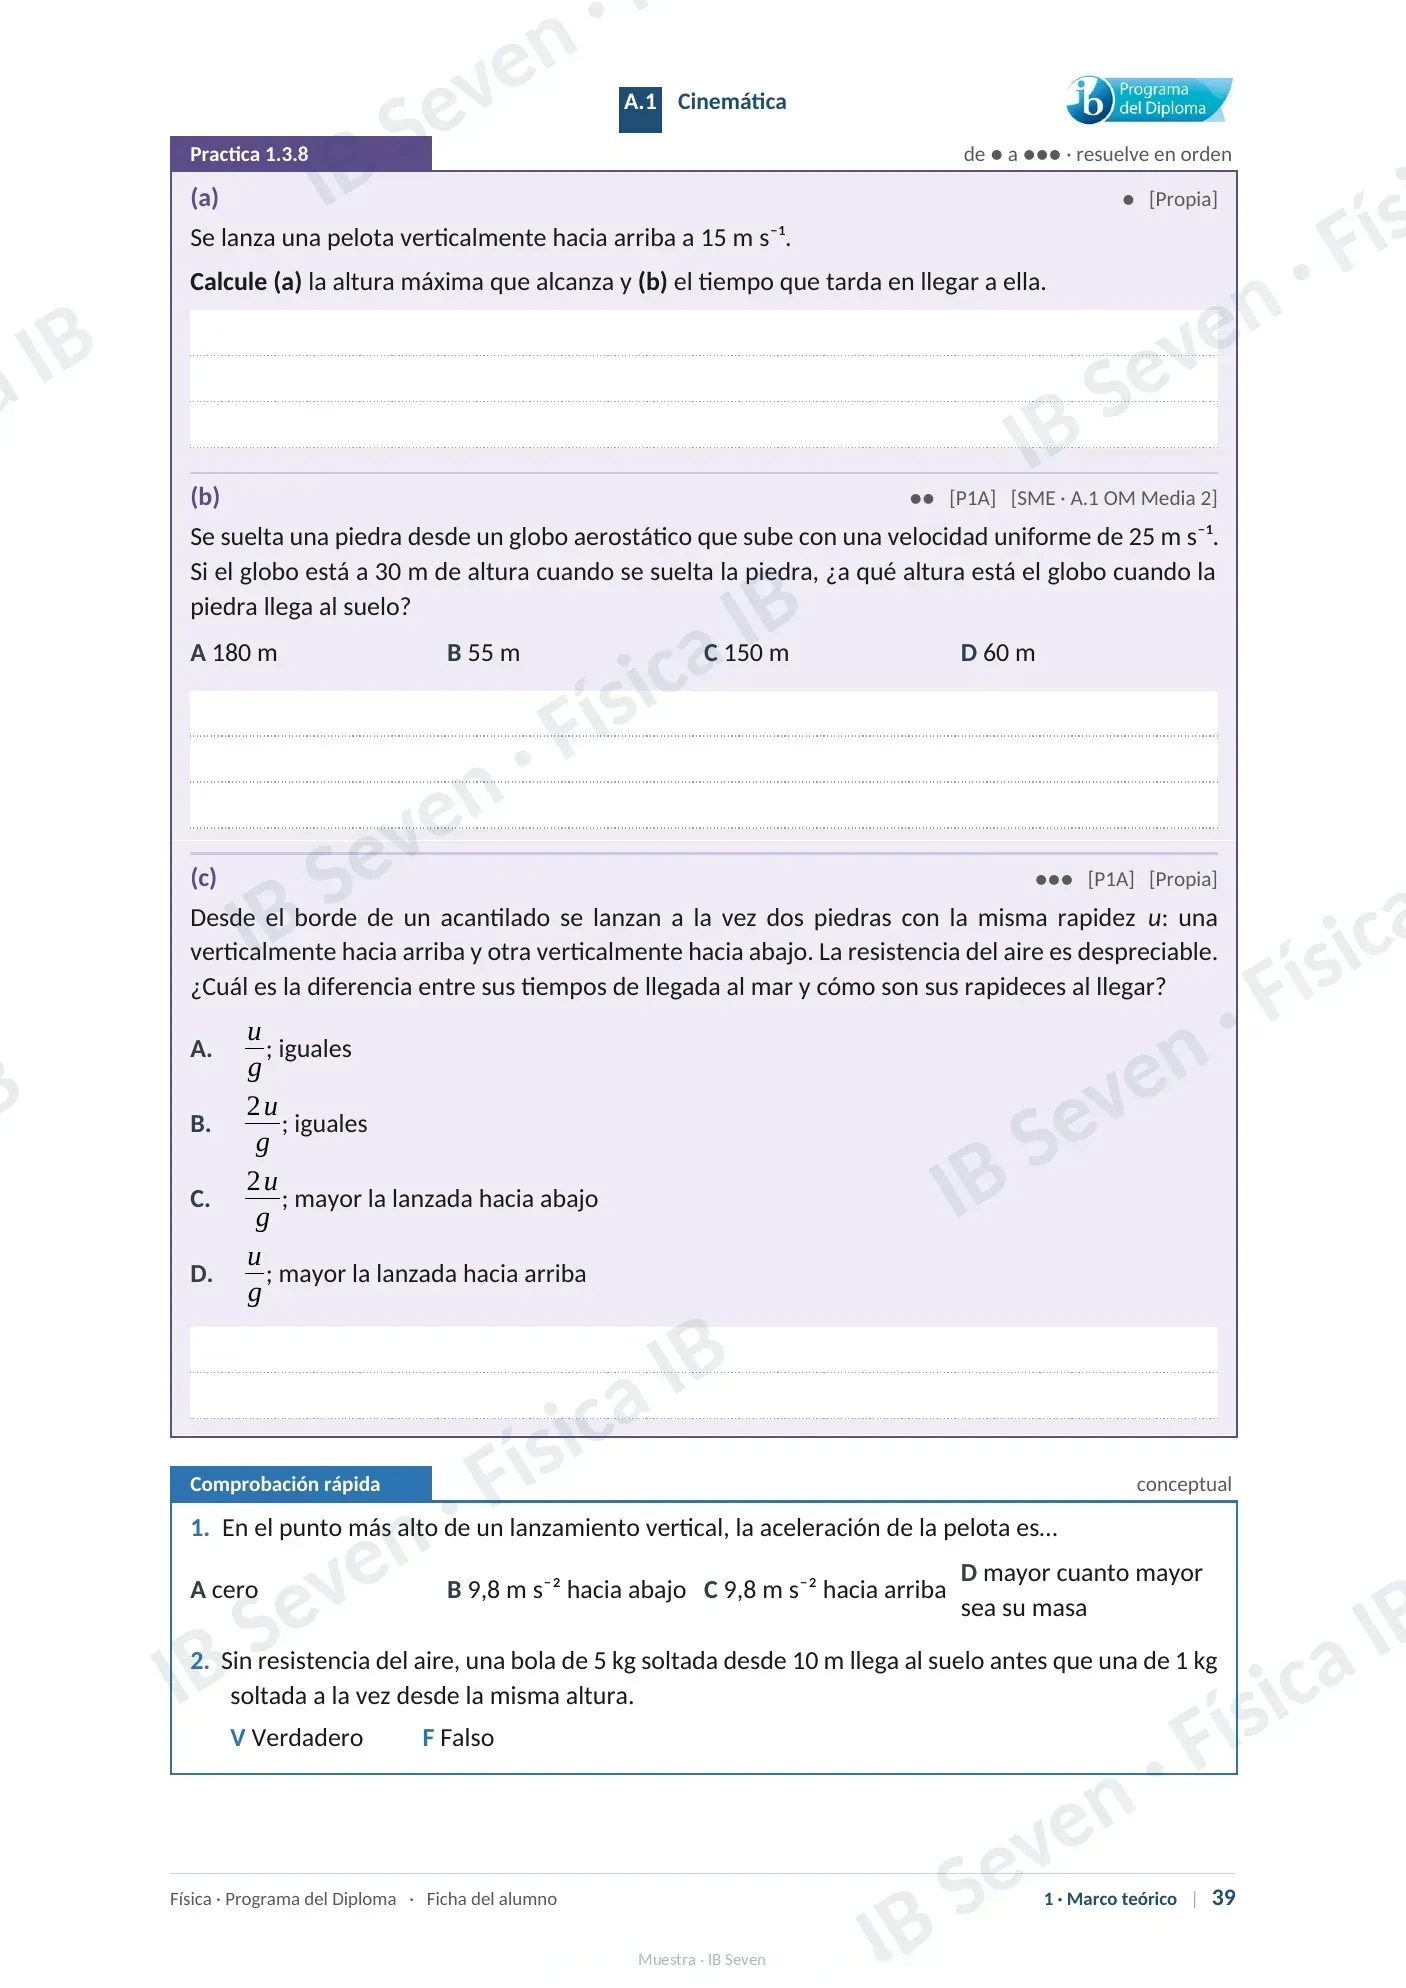 A.1 Cinemática
Programa
del Diploma
Practica 1.3.8
de ● a ●●● · resuelve en orden
(a)
● [Propia]
Se lanza una pelota verticalmente hacia arriba a 15 m s⁻¹.
Calcule (a) la altura máxima que alcanza y (b) el tiempo que tarda en llegar a ella.
(b)
●● [P1A] [SME · A.1 OM Media 2]
Se suelta una piedra desde un globo aerostático que sube con una velocidad uniforme de 25 m s⁻¹.
Si el globo está a 30 m de altura cuando se suelta la piedra, ¿a qué altura está el globo cuando la
piedra llega al suelo?
A 180 m B 55 m C 150 m D 60 m
(c)
●●● [P1A] [Propia]
Desde el borde de un acantilado se lanzan a la vez dos piedras con la misma rapidez u: una
verticalmente hacia arriba y otra verticalmente hacia abajo. La resistencia del aire es despreciable.
¿Cuál es la diferencia entre sus tiempos de llegada al mar y cómo son sus rapideces al llegar?
A. u/g; iguales
B. 2u/g; iguales
C. 2u/g; mayor la lanzada hacia abajo
D. u/g; mayor la lanzada hacia arriba
Comprobación rápida
conceptual
1. En el punto más alto de un lanzamiento vertical, la aceleración de la pelota es...
A cero B 9,8 m s⁻² hacia abajo C 9,8 m s⁻² hacia arriba D mayor cuanto mayor
sea su masa
2. Sin resistencia del aire, una bola de 5 kg soltada desde 10 m llega al suelo antes que una de 1 kg
soltada a la vez desde la misma altura.
V Verdadero F Falso
Física · Programa del Diploma · Ficha del alumno
1 · Marco teórico | 39
Muestra · IB Seven
IB Seven · Física IB